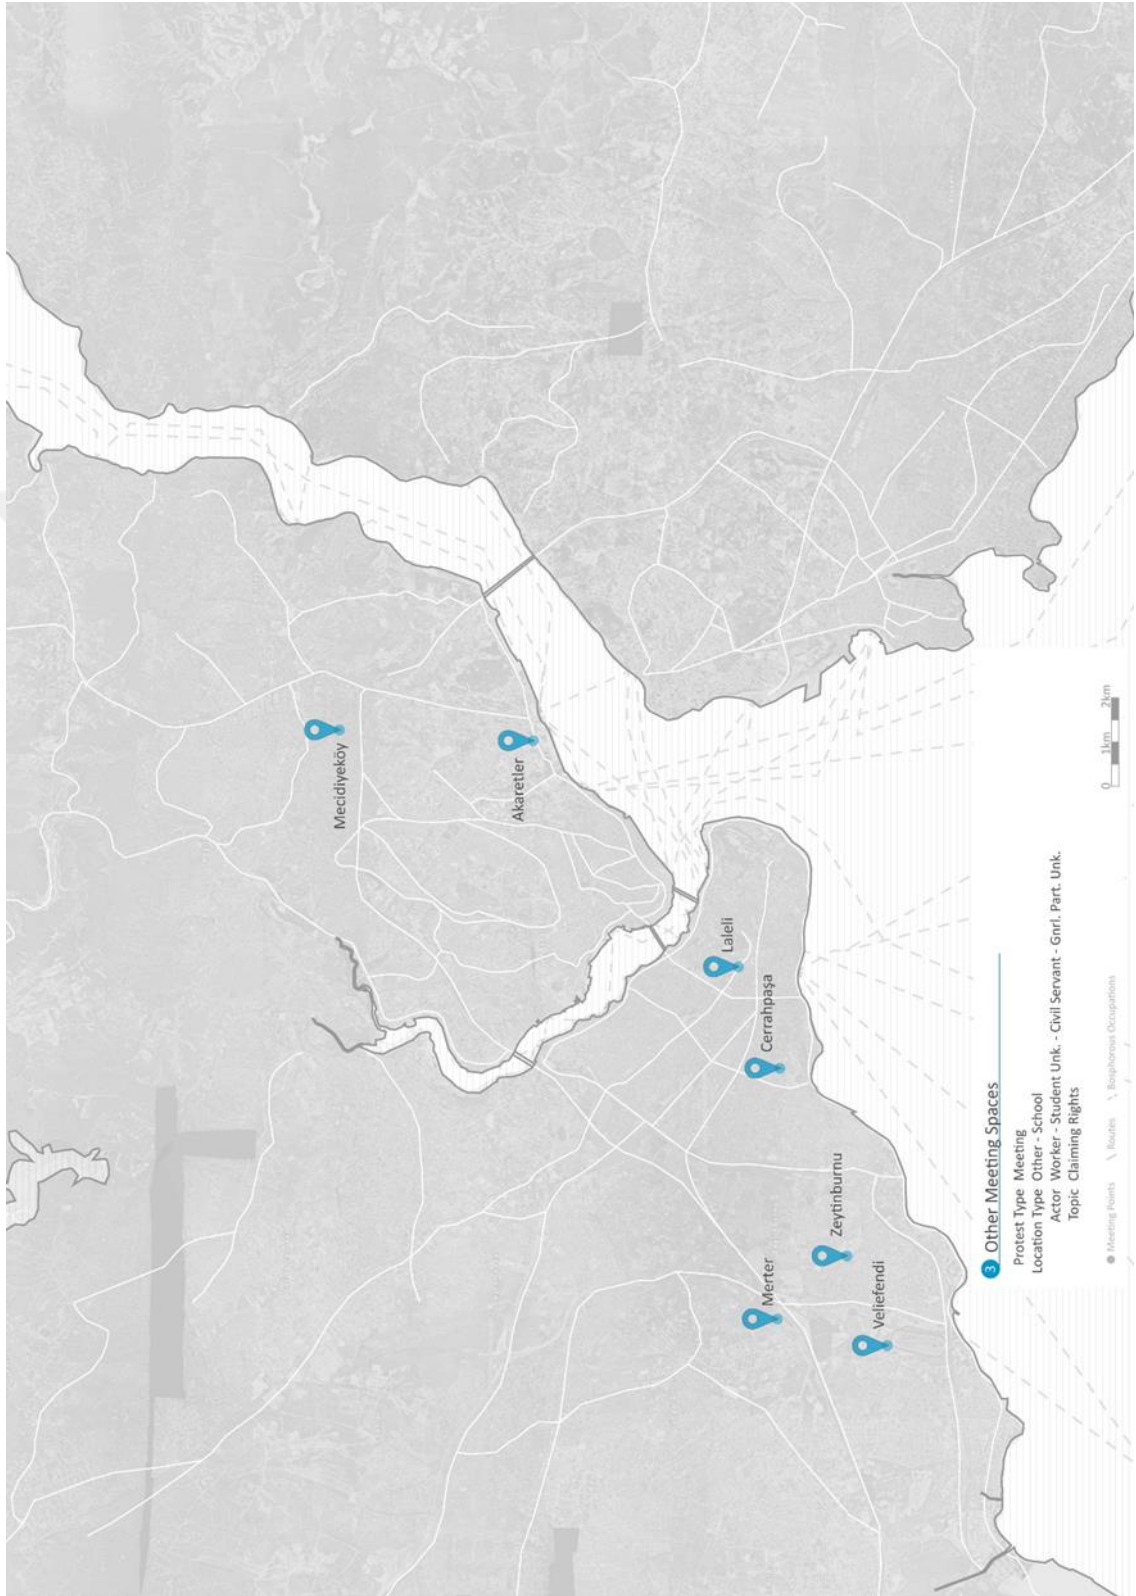 Mecidiyeköy
Akaretler
Laleli
Cerrahpaşa
Merter
Zeytinburnu
Veliefendi
3 Other Meeting Spaces
Protest Type Meeting
Location Type Other - School
Actor Worker - Student Unk. - Civil Servant - Gnrl. Part. Unk.
Topic Claiming Rights
Meeting Points \ Routes \ Bosphorous Occupations
0 1km 2km